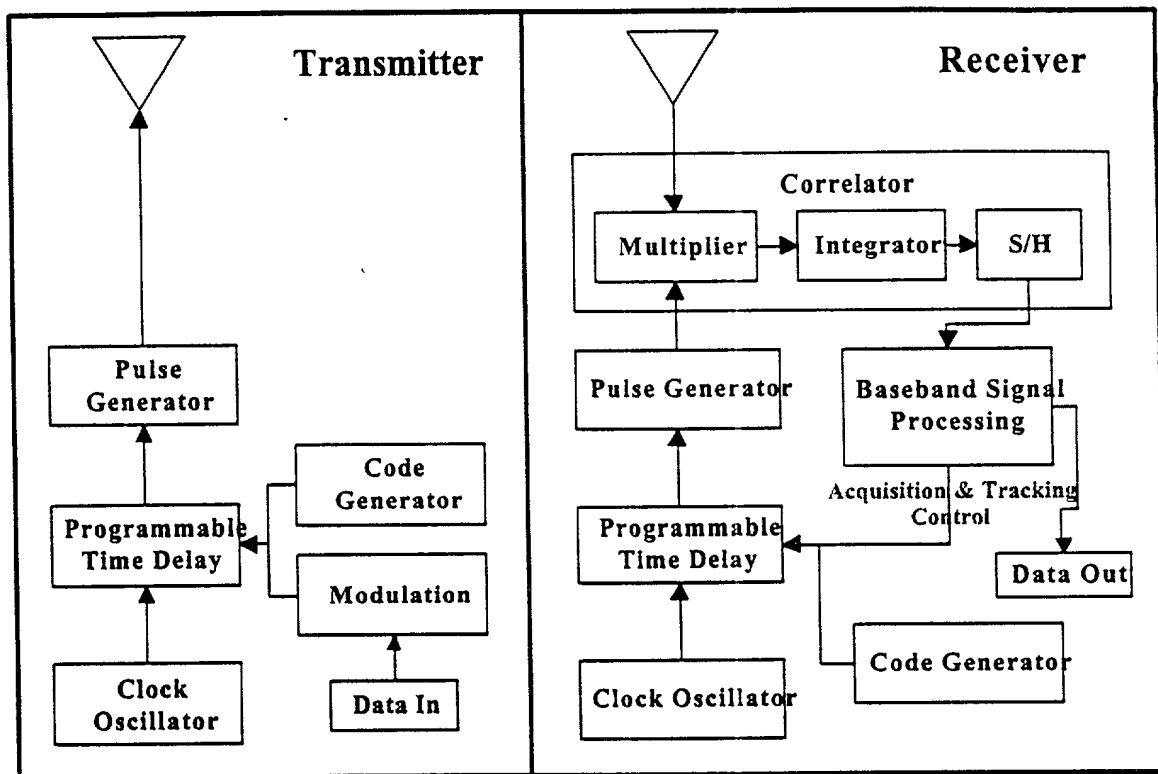 Transmitter
Pulse
Generator
Code
Generator
Programmable
Time Delay
Modulation
Clock
Oscillator
Data In
Receiver
Correlator
Multiplier
Integrator
S/H
Pulse Generator
Baseband Signal
Processing
Acquisition & Tracking
Control
Programmable
Time Delay
Data Out
Code Generator
Clock Oscillator